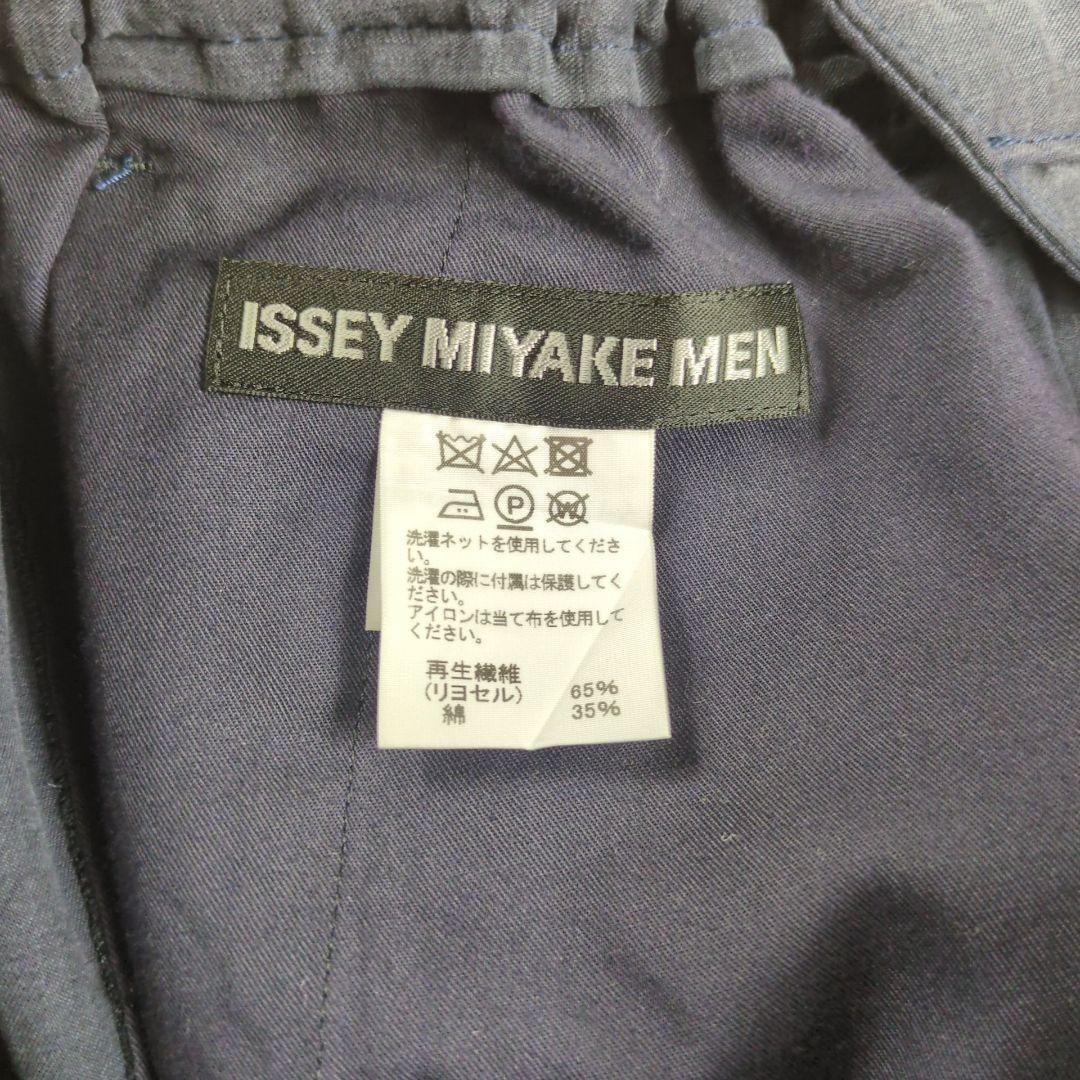 ISSEY MIYAKE MEN
P W
洗濯ネットを使用してくださ
い。
洗濯の際に付属は保護してく
ださい。
アイロンは当て布を使用して
ください。
再生繊維
(リヨセル) 65%
綿 35%